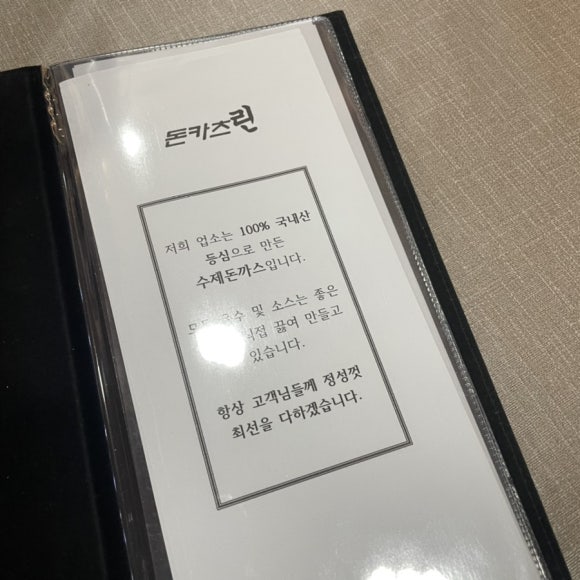 돈카츠린
저희 업소는 100% 국내산
등심으로 만든
수제돈까스입니다.
및 소스는 좋은
끓여 만들고
있습니다.
항상 고객님들께 정성껏
최선을 다하겠습니다.